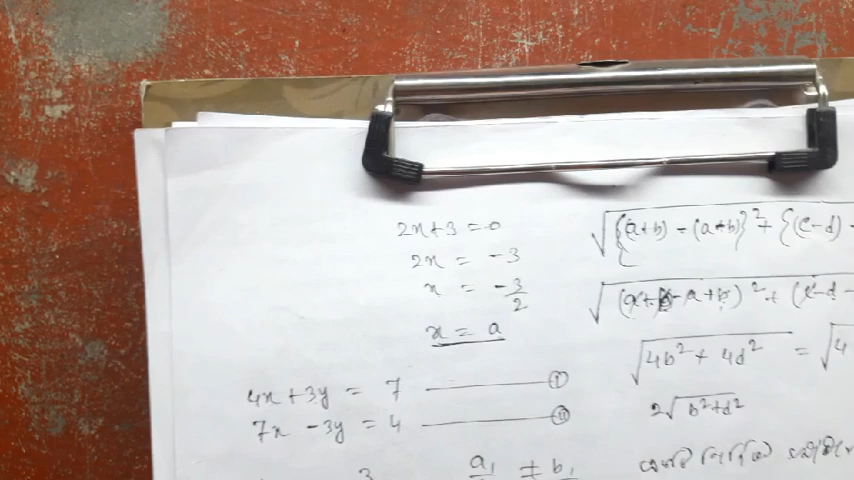 2x+3 = 0
2x = -3
x = -3/2
x = a
4x + 3y = 7 — (i)
7x - 3y = 4 — (ii)
3
a₁ ≠ b₁
√{(a+b) - (a-b)}² + {(c-d) -
√(a+b-a+b)² + (c-d-
√4b² + 4d² = √4
2√b²+d²